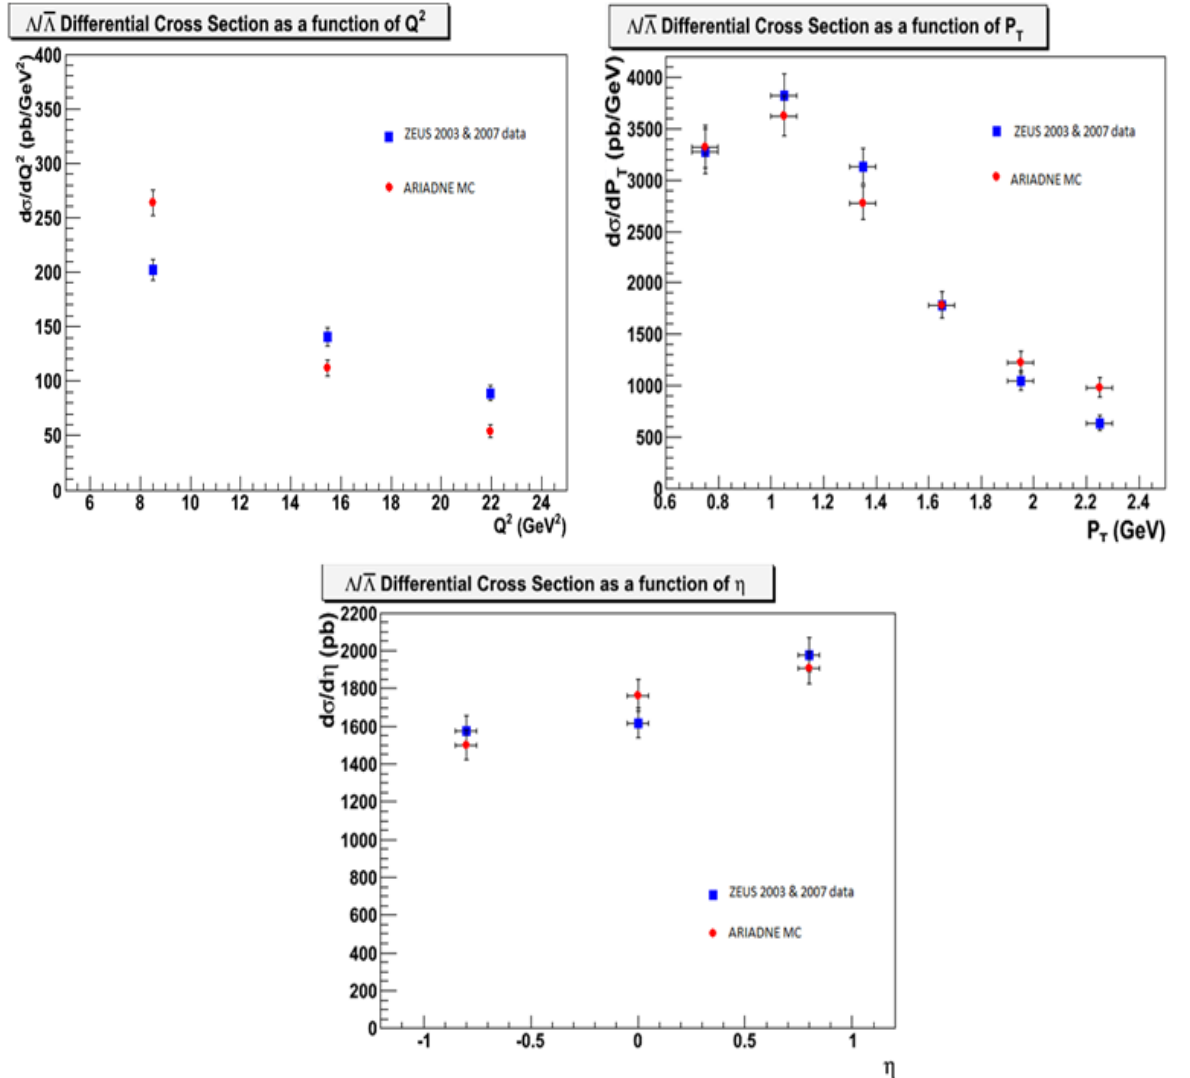 Λ/Λ̅ Differential Cross Section as a function of Q²
dσ/dQ² (pb/GeV²)
400
350
300
250
200
150
100
50
0
ZEUS 2003 & 2007 data
ARIADNE MC
6 8 10 12 14 16 18 20 22 24
Q² (GeV²)
Λ/Λ̅ Differential Cross Section as a function of P_T
dσ/dP_T (pb/GeV)
4000
3500
3000
2500
2000
1500
1000
500
0
ZEUS 2003 & 2007 data
ARIADNE MC
0.6 0.8 1 1.2 1.4 1.6 1.8 2 2.2 2.4
P_T (GeV)
Λ/Λ̅ Differential Cross Section as a function of η
dσ/dη (pb)
2200
2000
1800
1600
1400
1200
1000
800
600
400
200
0
ZEUS 2003 & 2007 data
ARIADNE MC
-1 -0.5 0 0.5 1
η